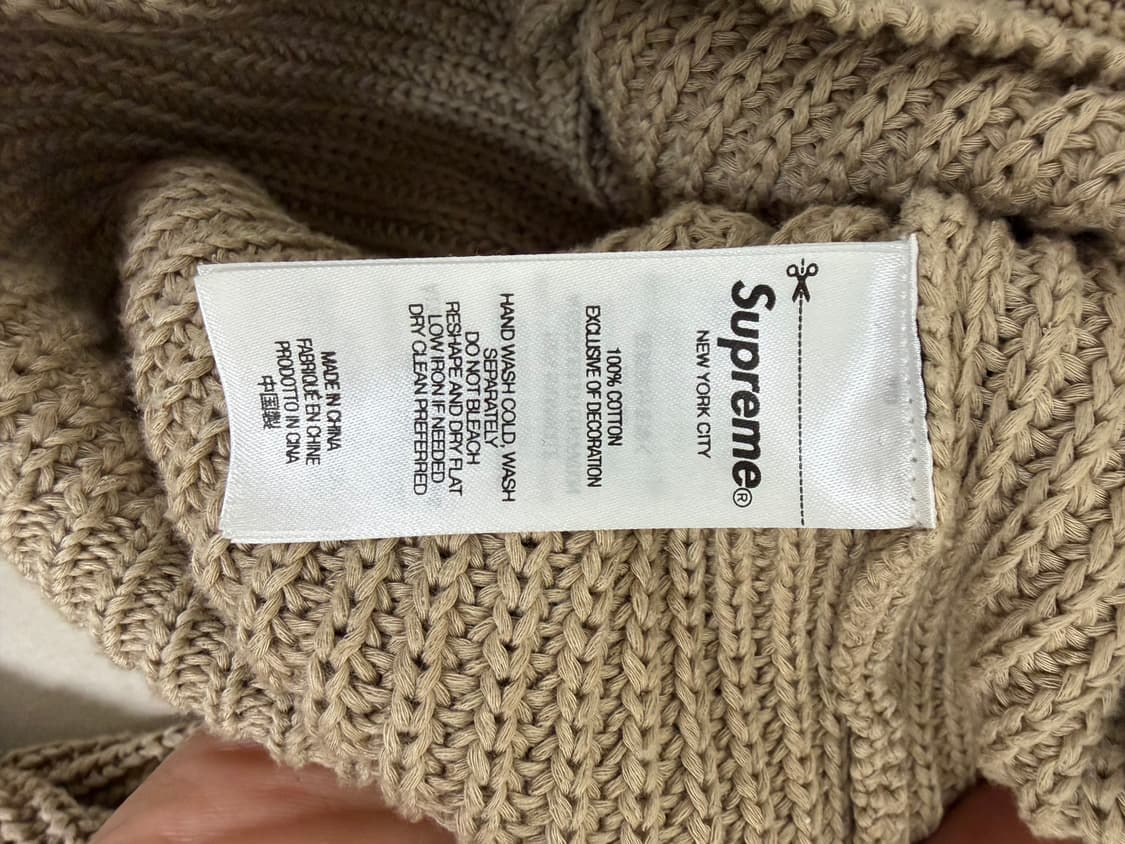 Supreme®
NEW YORK CITY
100% COTTON
EXCLUSIVE OF DECORATION
HAND WASH COLD, WASH
SEPARATELY
DO NOT BLEACH
RESHAPE AND DRY FLAT
LOW IRON IF NEEDED
DRY CLEAN PREFERRED
MADE IN CHINA
FABRIQUÉ EN CHINE
PRODOTTO IN CINA
中国製